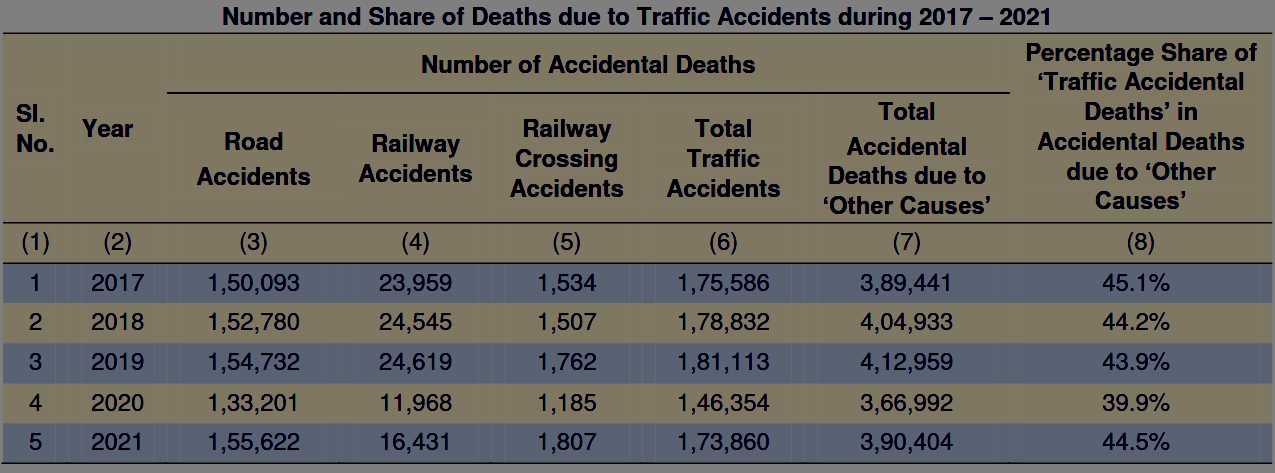 Number and Share of Deaths due to Traffic Accidents during 2017 – 2021
Sl. No. Year Number of Accidental Deaths Percentage Share of ‘Traffic Accidental Deaths’ in Accidental Deaths due to ‘Other Causes’
Road Accidents Railway Accidents Railway Crossing Accidents Total Traffic Accidents Total Accidental Deaths due to ‘Other Causes’
(1) (2) (3) (4) (5) (6) (7) (8)
1 2017 1,50,093 23,959 1,534 1,75,586 3,89,441 45.1%
2 2018 1,52,780 24,545 1,507 1,78,832 4,04,933 44.2%
3 2019 1,54,732 24,619 1,762 1,81,113 4,12,959 43.9%
4 2020 1,33,201 11,968 1,185 1,46,354 3,66,992 39.9%
5 2021 1,55,622 16,431 1,807 1,73,860 3,90,404 44.5%